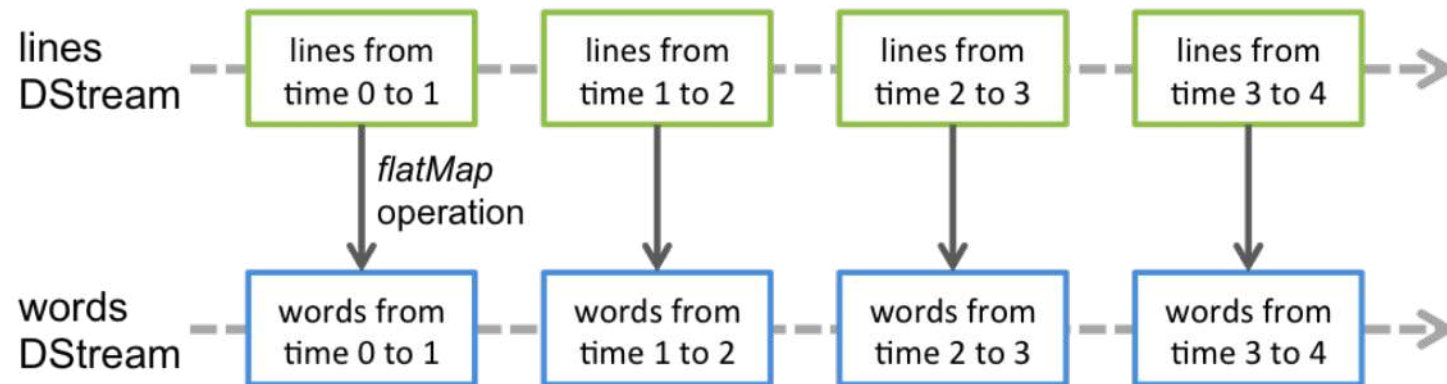 lines
DStream
lines from
time 0 to 1
lines from
time 1 to 2
lines from
time 2 to 3
lines from
time 3 to 4
flatMap
operation
words
DStream
words from
time 0 to 1
words from
time 1 to 2
words from
time 2 to 3
words from
time 3 to 4